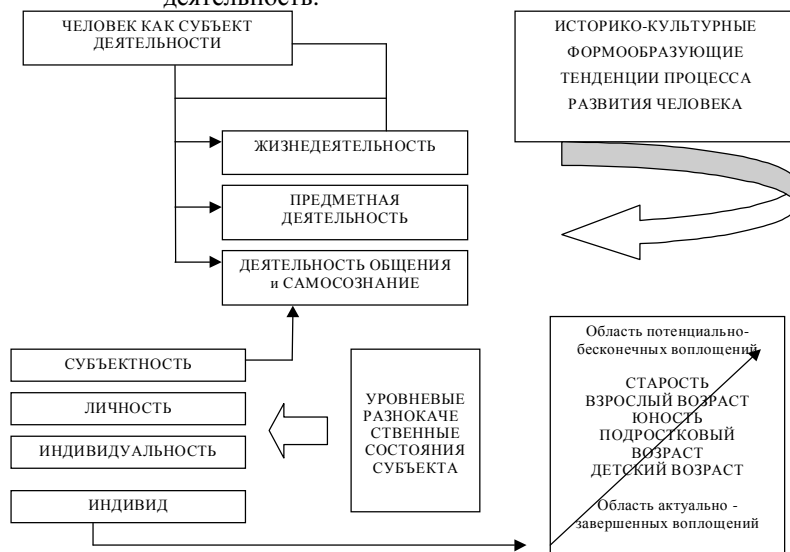 деятельность.
ЧЕЛОВЕК КАК СУБЪЕКТ
ДЕЯТЕЛЬНОСТИ
ИСТОРИКО-КУЛЬТУРНЫЕ
ФОРМООБРАЗУЮЩИЕ
ТЕНДЕНЦИИ ПРОЦЕССА
РАЗВИТИЯ ЧЕЛОВЕКА
ЖИЗНЕДЕЯТЕЛЬНОСТЬ
ПРЕДМЕТНАЯ
ДЕЯТЕЛЬНОСТЬ
ДЕЯТЕЛЬНОСТЬ ОБЩЕНИЯ
и САМОСОЗНАНИЕ
СУБЪЕКТНОСТЬ
ЛИЧНОСТЬ
ИНДИВИДУАЛЬНОСТЬ
ИНДИВИД
УРОВНЕВЫЕ
РАЗНОКАЧЕ
СТВЕННЫЕ
СОСТОЯНИЯ
СУБЪЕКТА
Область потенциально-
бесконечных воплощений
СТАРОСТЬ
ВЗРОСЛЫЙ ВОЗРАСТ
ЮНОСТЬ
ПОДРОСТКОВЫЙ
ВОЗРАСТ
ДЕТСКИЙ ВОЗРАСТ
Область актуально -
завершенных воплощений